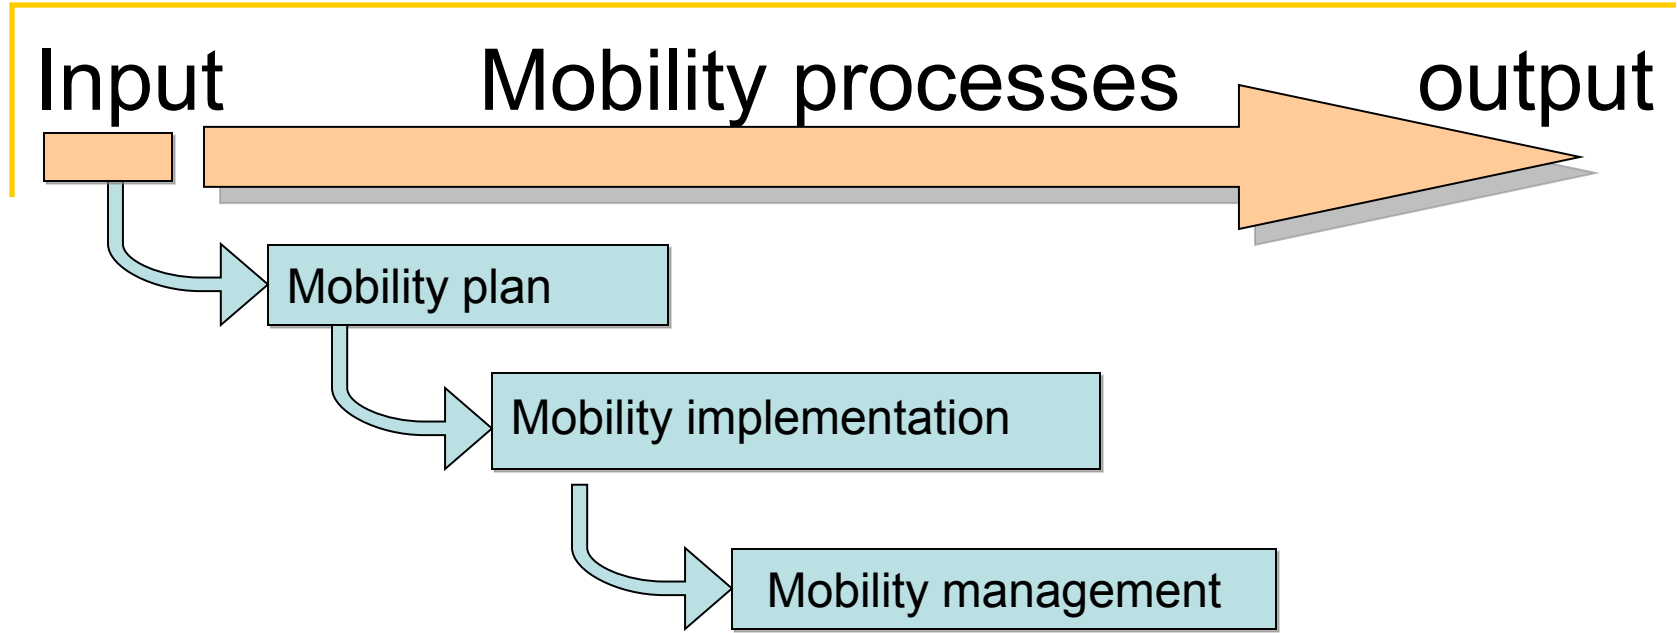 Input Mobility processes output
Mobility plan
Mobility implementation
Mobility management